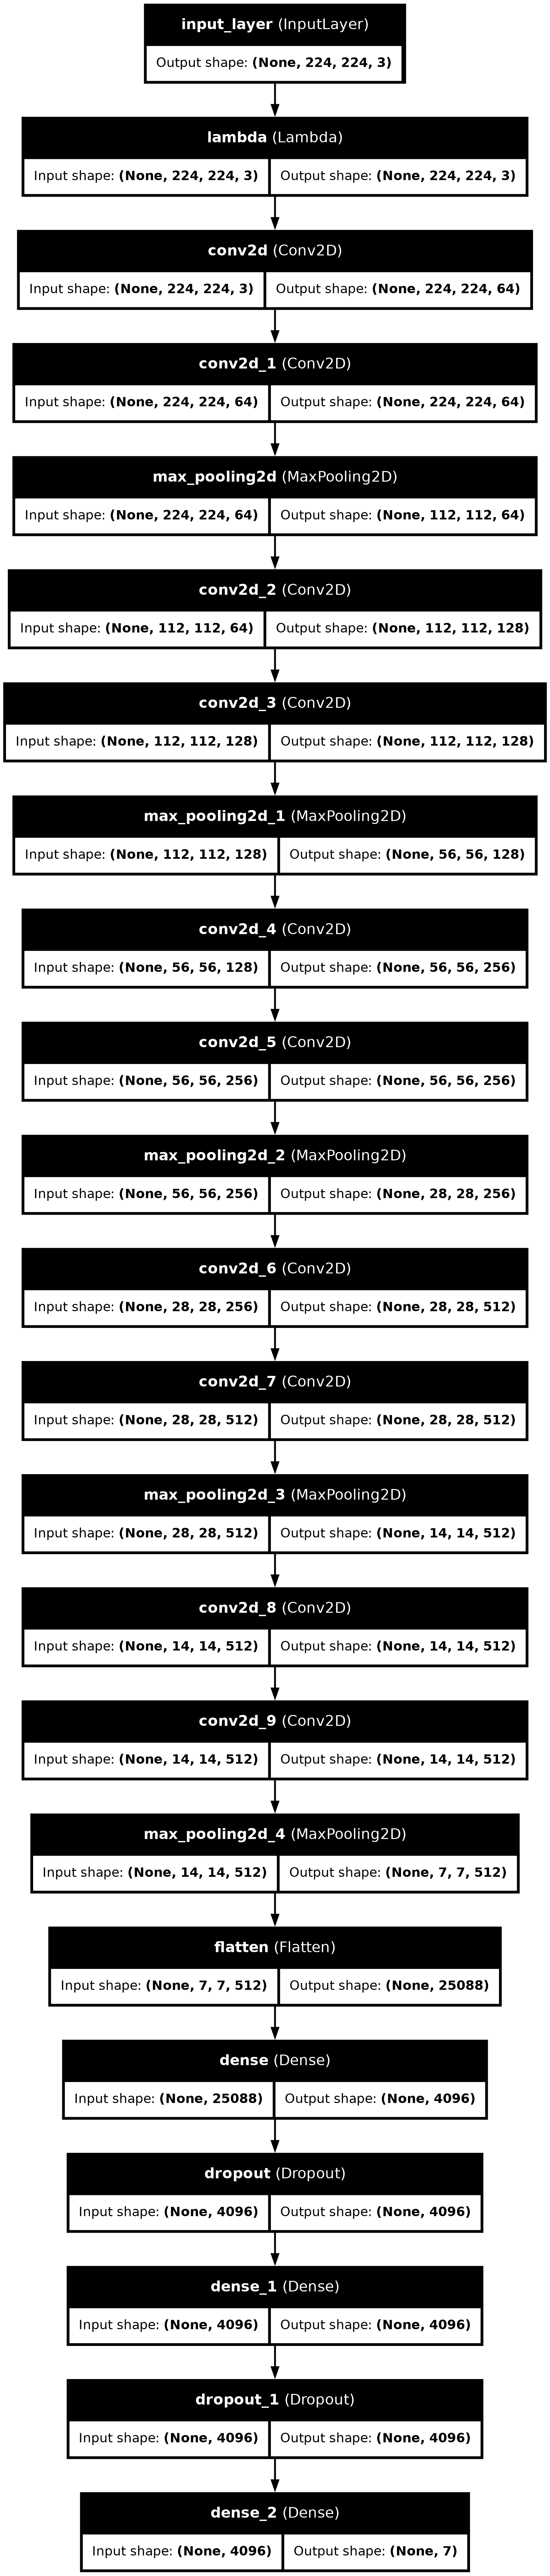 input_layer (InputLayer)
Output shape: (None, 224, 224, 3)
lambda (Lambda)
Input shape: (None, 224, 224, 3) Output shape: (None, 224, 224, 3)
conv2d (Conv2D)
Input shape: (None, 224, 224, 3) Output shape: (None, 224, 224, 64)
conv2d_1 (Conv2D)
Input shape: (None, 224, 224, 64) Output shape: (None, 224, 224, 64)
max_pooling2d (MaxPooling2D)
Input shape: (None, 224, 224, 64) Output shape: (None, 112, 112, 64)
conv2d_2 (Conv2D)
Input shape: (None, 112, 112, 64) Output shape: (None, 112, 112, 128)
conv2d_3 (Conv2D)
Input shape: (None, 112, 112, 128) Output shape: (None, 112, 112, 128)
max_pooling2d_1 (MaxPooling2D)
Input shape: (None, 112, 112, 128) Output shape: (None, 56, 56, 128)
conv2d_4 (Conv2D)
Input shape: (None, 56, 56, 128) Output shape: (None, 56, 56, 256)
conv2d_5 (Conv2D)
Input shape: (None, 56, 56, 256) Output shape: (None, 56, 56, 256)
max_pooling2d_2 (MaxPooling2D)
Input shape: (None, 56, 56, 256) Output shape: (None, 28, 28, 256)
conv2d_6 (Conv2D)
Input shape: (None, 28, 28, 256) Output shape: (None, 28, 28, 512)
conv2d_7 (Conv2D)
Input shape: (None, 28, 28, 512) Output shape: (None, 28, 28, 512)
max_pooling2d_3 (MaxPooling2D)
Input shape: (None, 28, 28, 512) Output shape: (None, 14, 14, 512)
conv2d_8 (Conv2D)
Input shape: (None, 14, 14, 512) Output shape: (None, 14, 14, 512)
conv2d_9 (Conv2D)
Input shape: (None, 14, 14, 512) Output shape: (None, 14, 14, 512)
max_pooling2d_4 (MaxPooling2D)
Input shape: (None, 14, 14, 512) Output shape: (None, 7, 7, 512)
flatten (Flatten)
Input shape: (None, 7, 7, 512) Output shape: (None, 25088)
dense (Dense)
Input shape: (None, 25088) Output shape: (None, 4096)
dropout (Dropout)
Input shape: (None, 4096) Output shape: (None, 4096)
dense_1 (Dense)
Input shape: (None, 4096) Output shape: (None, 4096)
dropout_1 (Dropout)
Input shape: (None, 4096) Output shape: (None, 4096)
dense_2 (Dense)
Input shape: (None, 4096) Output shape: (None, 7)